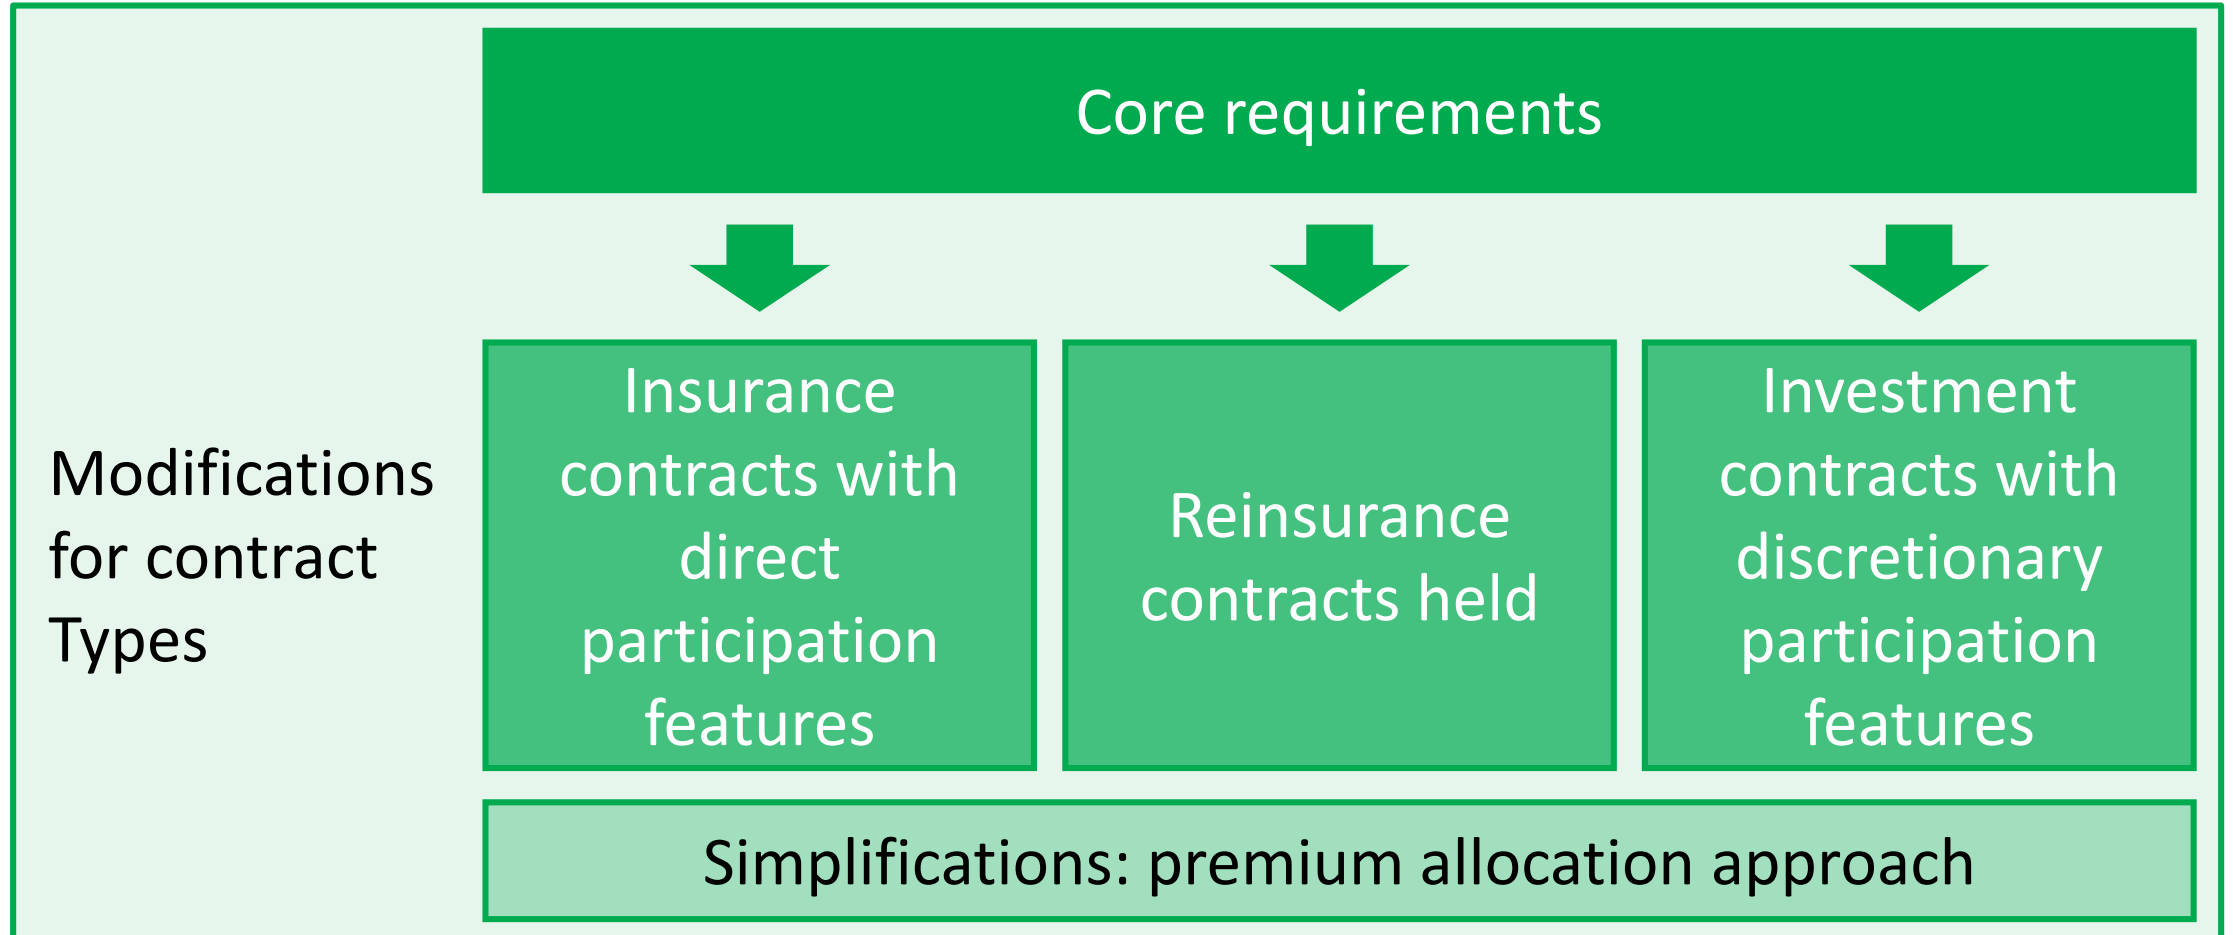 Core requirements
Modifications
for contract
Types
Insurance
contracts with
direct
participation
features
Reinsurance
contracts held
Investment
contracts with
discretionary
participation
features
Simplifications: premium allocation approach